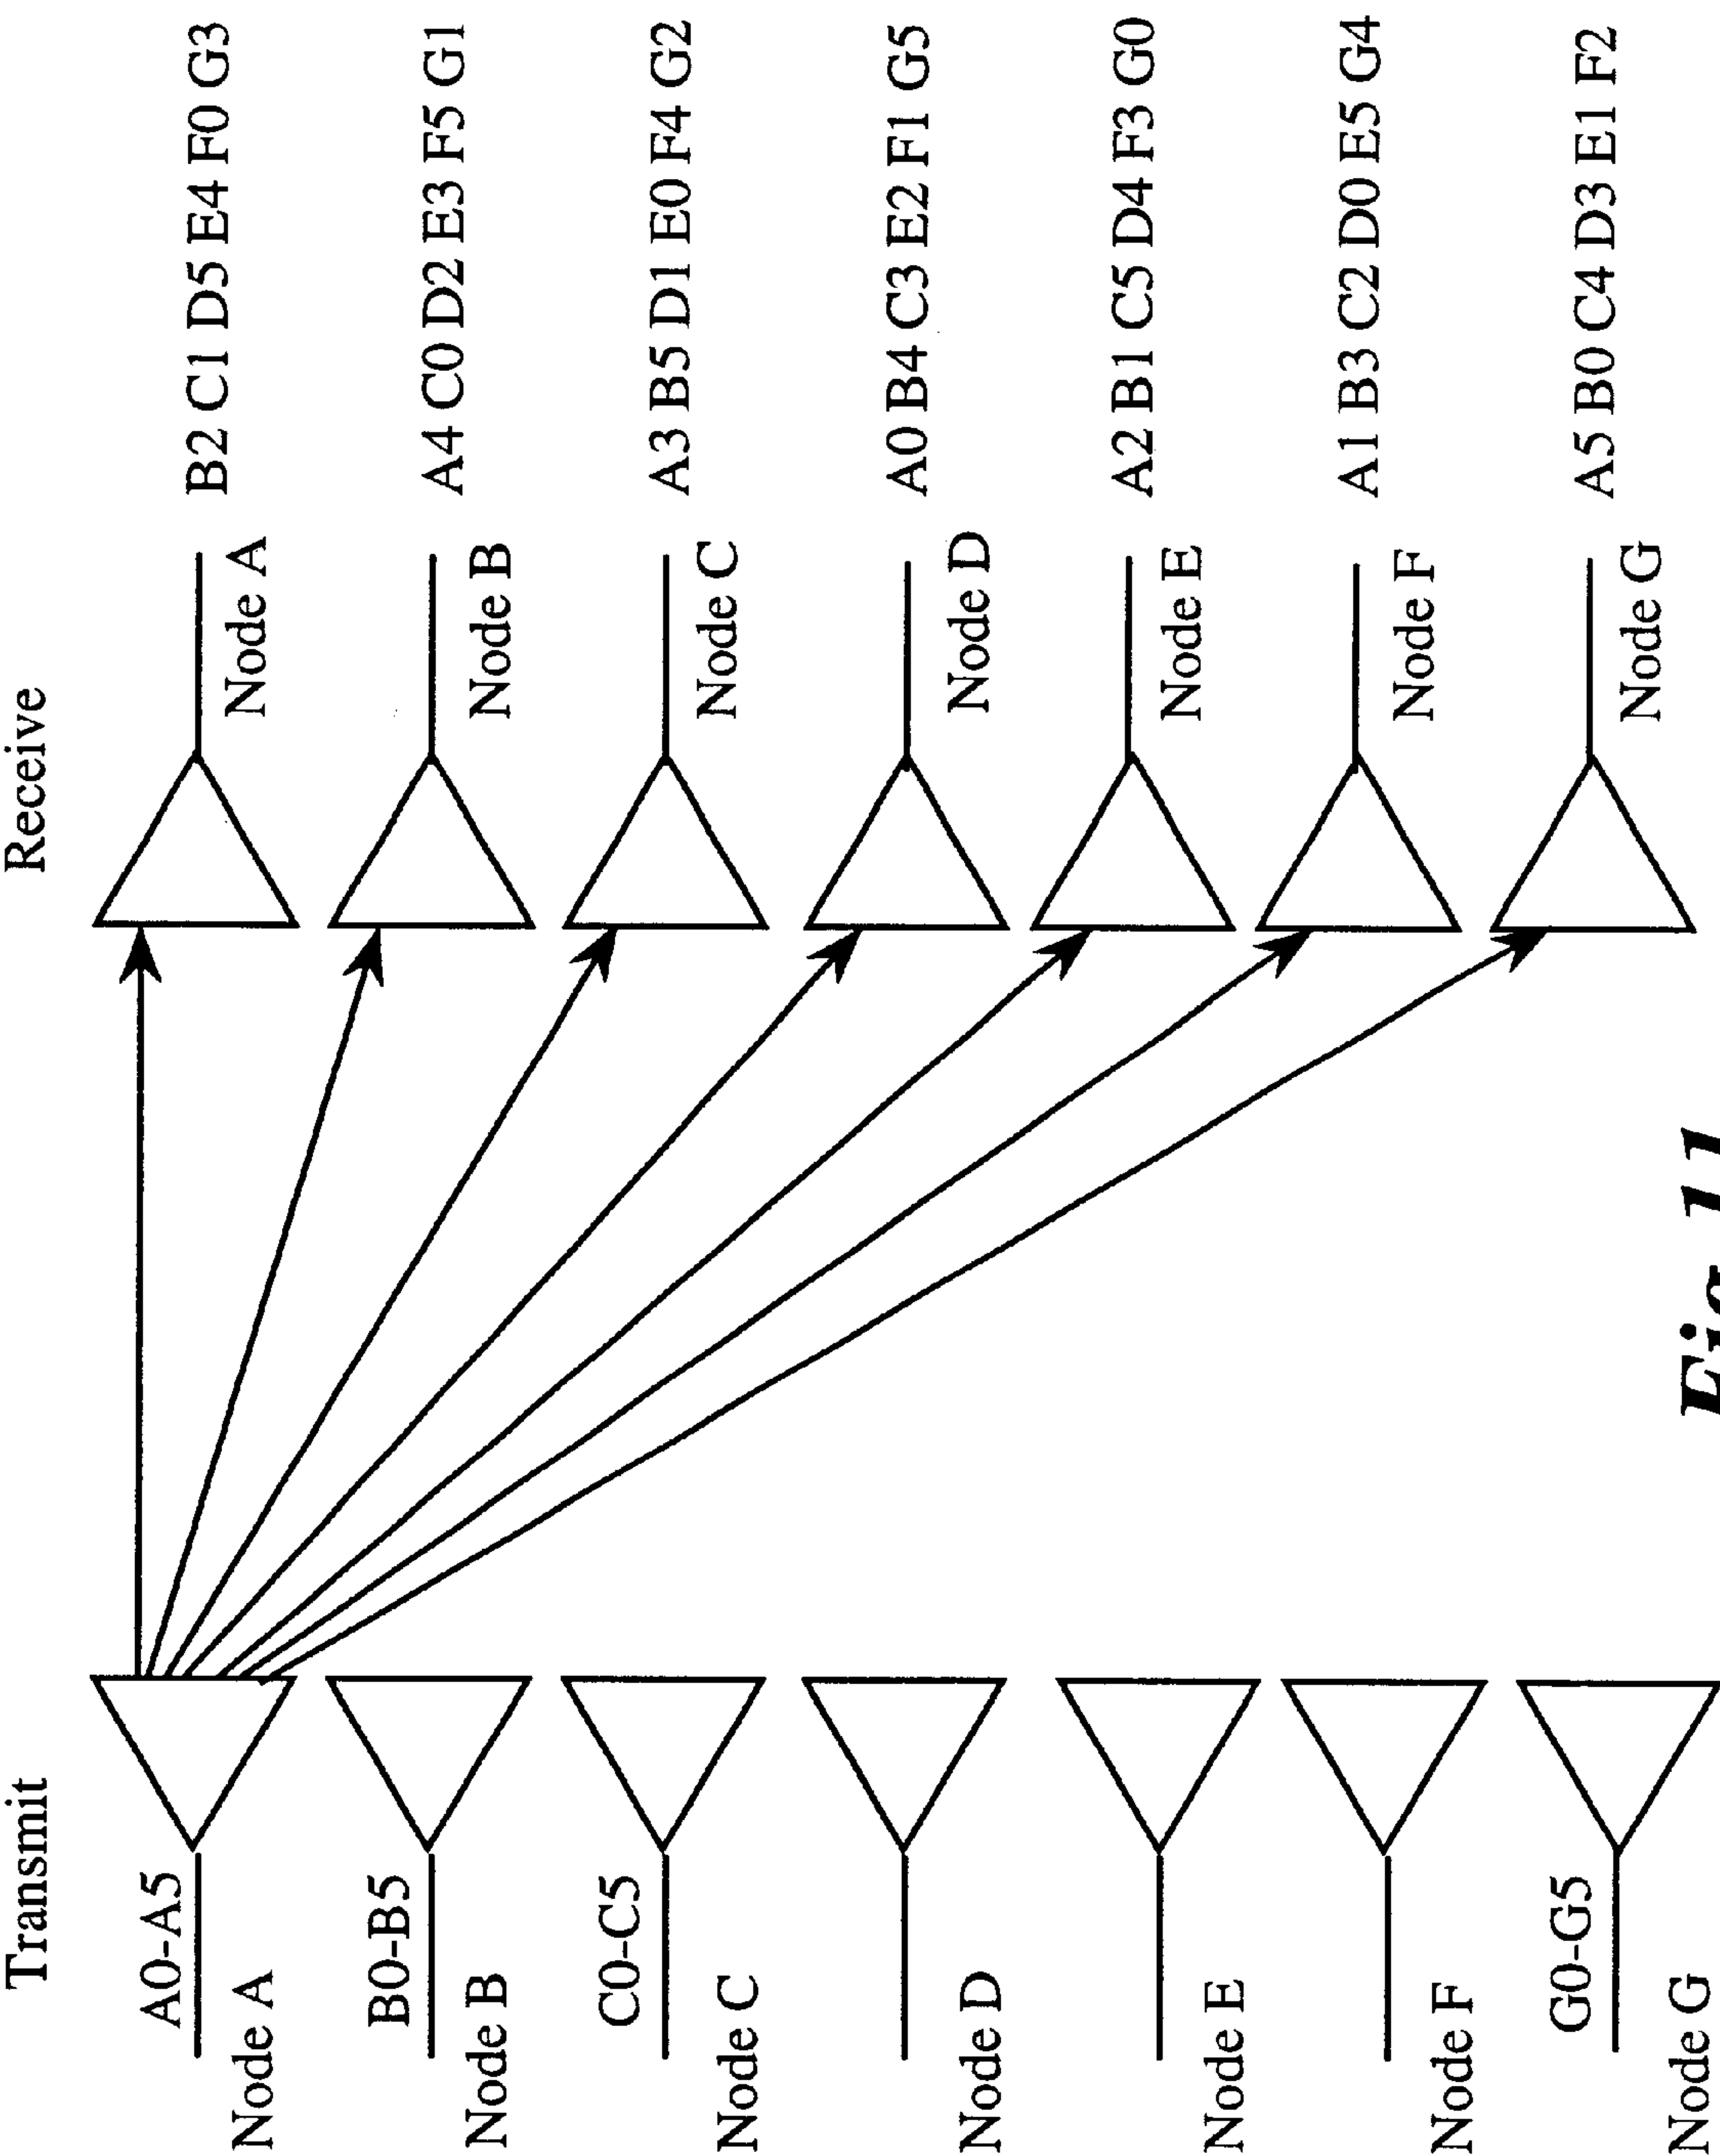 Transmit
Receive
A0-A5
Node A
Node A
B2 C1 D5 E4 F0 G3
B0-B5
Node B
Node B
A4 C0 D2 E3 F5 G1
C0-C5
Node C
Node C
A3 B5 D1 E0 F4 G2
Node D
Node D
A0 B4 C3 E2 F1 G5
Node E
Node E
A2 B1 C5 D4 F3 G0
Node F
Node F
A1 B3 C2 D0 E5 G4
G0-G5
Node G
Node G
A5 B0 C4 D3 E1 F2
Fig. 11